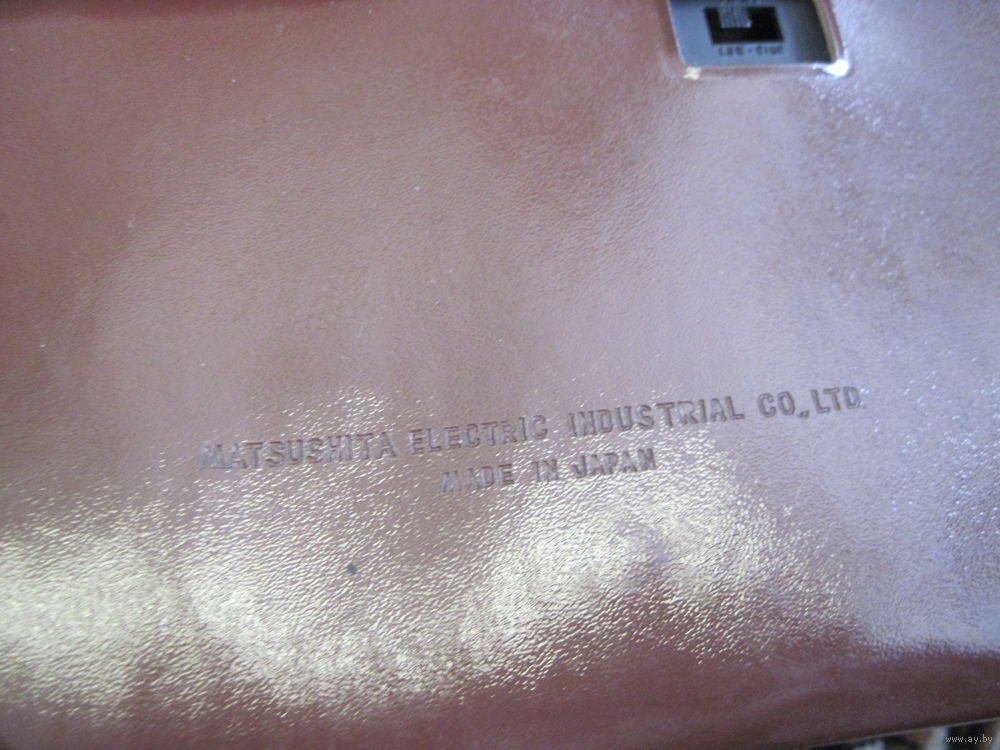 MATSUSHITA ELECTRIC INDUSTRIAL CO., LTD.
MADE IN JAPAN
www.ay.by